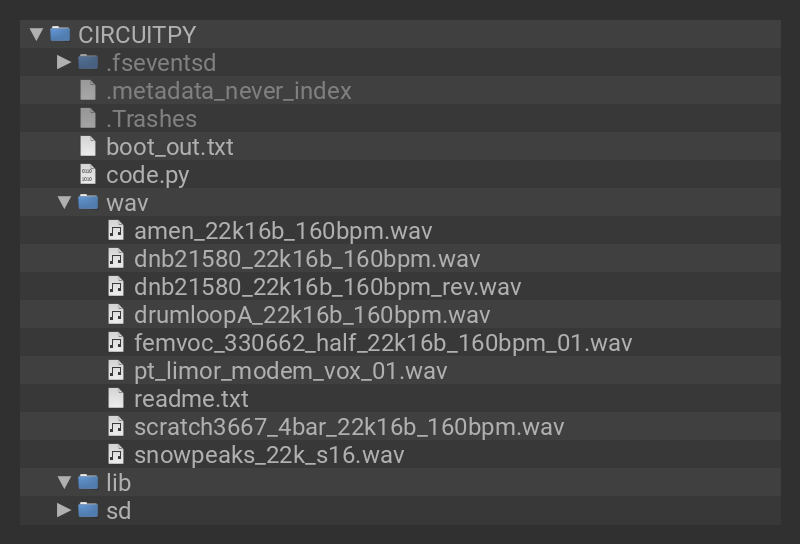 CIRCUITPY
.fseventsd
.metadata_never_index
.Trashes
boot_out.txt
code.py
wav
amen_22k16b_160bpm.wav
dnb21580_22k16b_160bpm.wav
dnb21580_22k16b_160bpm_rev.wav
drumloopA_22k16b_160bpm.wav
femvoc_330662_half_22k16b_160bpm_01.wav
pt_limor_modem_vox_01.wav
readme.txt
scratch3667_4bar_22k16b_160bpm.wav
snowpeaks_22k_s16.wav
lib
sd